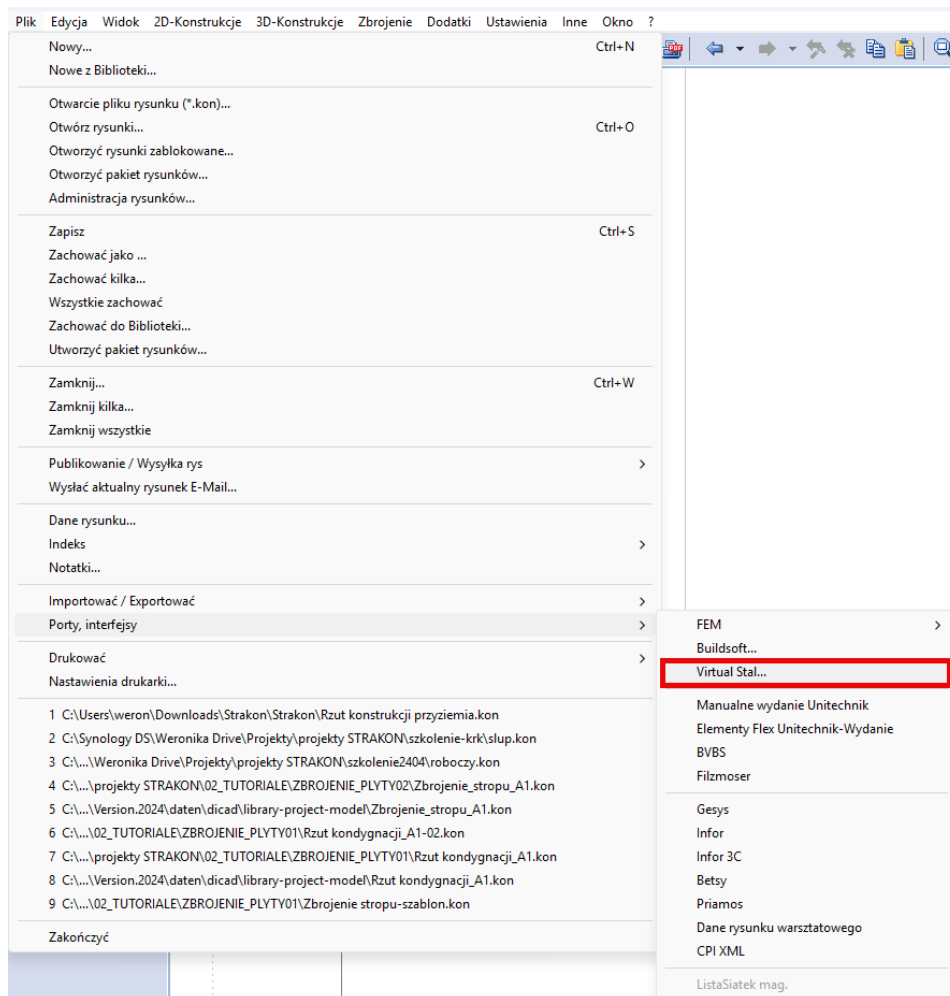 Plik Edycja Widok 2D-Konstrukcje 3D-Konstrukcje Zbrojenie Dodatki Ustawienia Inne Okno ?
Nowy... Ctrl+N
Nowe z Biblioteki...
Otwarcie pliku rysunku (*.kon)...
Otwórz rysunki... Ctrl+O
Otworzyć rysunki zablokowane...
Otworzyć pakiet rysunków...
Administracja rysunków...
Zapisz Ctrl+S
Zachować jako ...
Zachować kilka...
Wszystkie zachować
Zachować do Biblioteki...
Utworzyć pakiet rysunków...
Zamknij... Ctrl+W
Zamknij kilka...
Zamknij wszystkie
Publikowanie / Wysyłka rys
Wysłać aktualny rysunek E-Mail...
Dane rysunku...
Indeks
Notatki...
Importować / Exportować
Porty, interfejsy
Drukować
Nastawienia drukarki...
1 C:\Users\weron\Downloads\Strakon\Strakon\Rzut konstrukcji przyziemia.kon
2 C:\Synology DS\Weronika Drive\Projekty\projekty STRAKON\szkolenie-krk\slup.kon
3 C:\...\Weronika Drive\Projekty\projekty STRAKON\szkolenie2404\roboczy.kon
4 C:\...\projekty STRAKON\02_TUTORIALE\ZBROJENIE_PLYTY02\Zbrojenie_stropu_A1.kon
5 C:\...\Version.2024\daten\dicad\library-project-model\Zbrojenie_stropu_A1.kon
6 C:\...\02_TUTORIALE\ZBROJENIE_PLYTY01\Rzut kondygnacji_A1-02.kon
7 C:\...\projekty STRAKON\02_TUTORIALE\ZBROJENIE_PLYTY01\Rzut kondygnacji_A1.kon
8 C:\...\Version.2024\daten\dicad\library-project-model\Rzut kondygnacji_A1.kon
9 C:\...\02_TUTORIALE\ZBROJENIE_PLYTY01\Zbrojenie stropu-szablon.kon
Zakończyć
FEM
Buildsoft...
Virtual Stal...
Manualne wydanie Unitechnik
Elementy Flex Unitechnik-Wydanie
BVBS
Filzmoser
Gesys
Infor
Infor 3C
Betsy
Priamos
Dane rysunku warsztatowego
CPI XML
ListaSiatek mag.
PDF